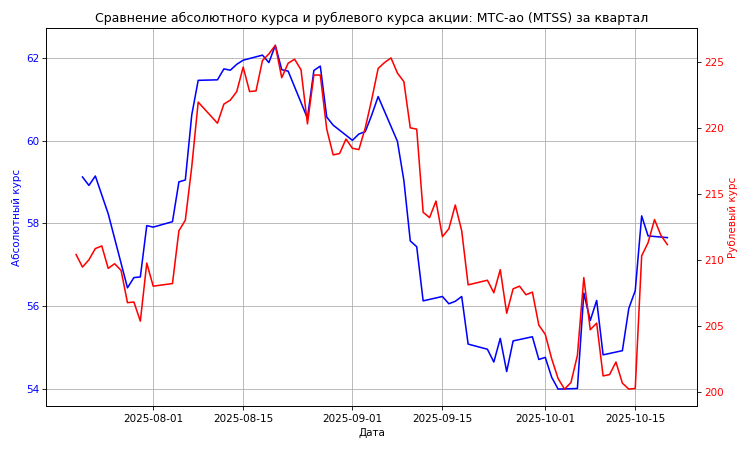 Сравнение абсолютного курса и рублевого курса акции: МТС-ао (MTSS) за квартал
62
60
58
56
54
Абсолютный курс
225
220
215
210
205
200
Рублевый курс
2025-08-01 2025-08-15 2025-09-01 2025-09-15 2025-10-01 2025-10-15
Дата